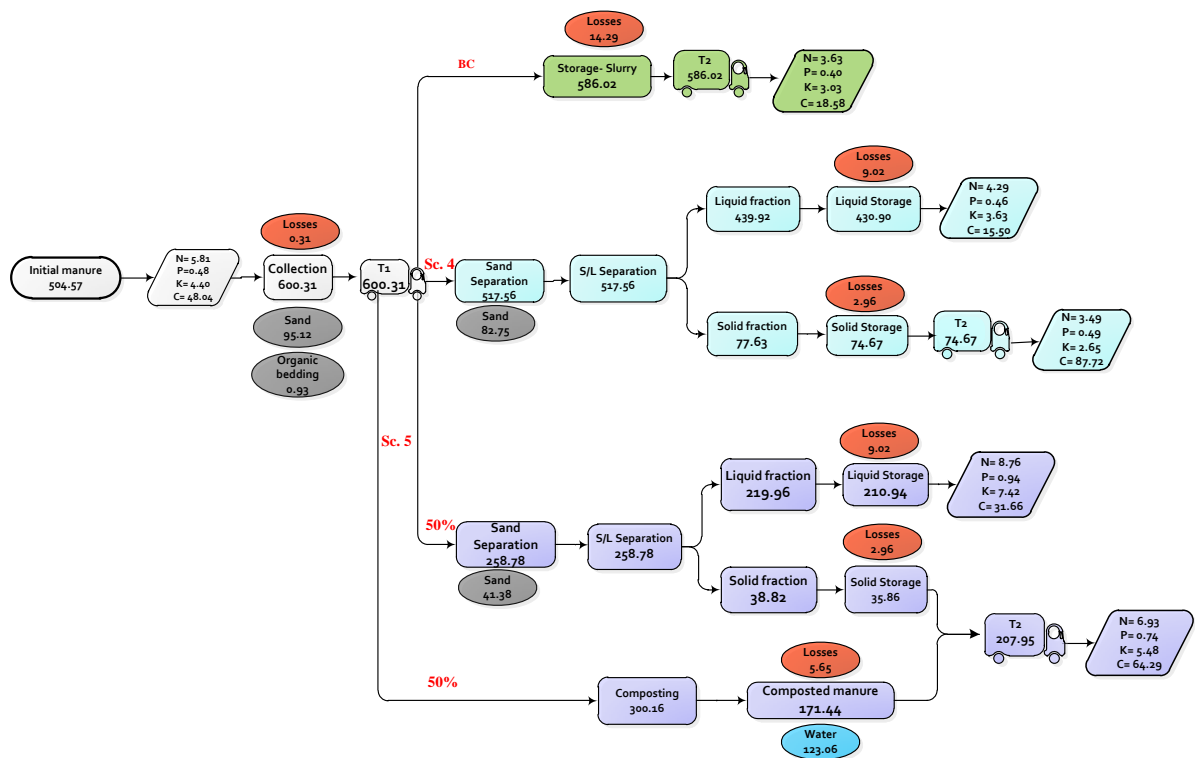 Losses
14.29
BC
Storage- Slurry
586.02
T2
586.02
N= 3.63
P= 0.40
K= 3.03
C= 18.58
Initial manure
504.57
N= 5.81
P=0.48
K= 4.40
C= 48.04
Losses
0.31
Collection
600.31
Sand
95.12
Organic
bedding
0.93
T1
600.31
Sc. 4
Sand
Separation
517.56
Sand
82.75
S/L Separation
517.56
Liquid fraction
439.92
Losses
9.02
Liquid Storage
430.90
N= 4.29
P= 0.46
K= 3.63
C= 15.50
Solid fraction
77.63
Losses
2.96
Solid Storage
74.67
T2
74.67
N= 3.49
P= 0.49
K= 2.65
C= 87.72
Sc. 5
50%
Sand
Separation
258.78
Sand
41.38
S/L Separation
258.78
Liquid fraction
219.96
Losses
9.02
Liquid Storage
210.94
N= 8.76
P= 0.94
K= 7.42
C= 31.66
Solid fraction
38.82
Losses
2.96
Solid Storage
35.86
T2
207.95
N= 6.93
P= 0.74
K= 5.48
C= 64.29
50%
Composting
300.16
Losses
5.65
Composted manure
171.44
Water
123.06